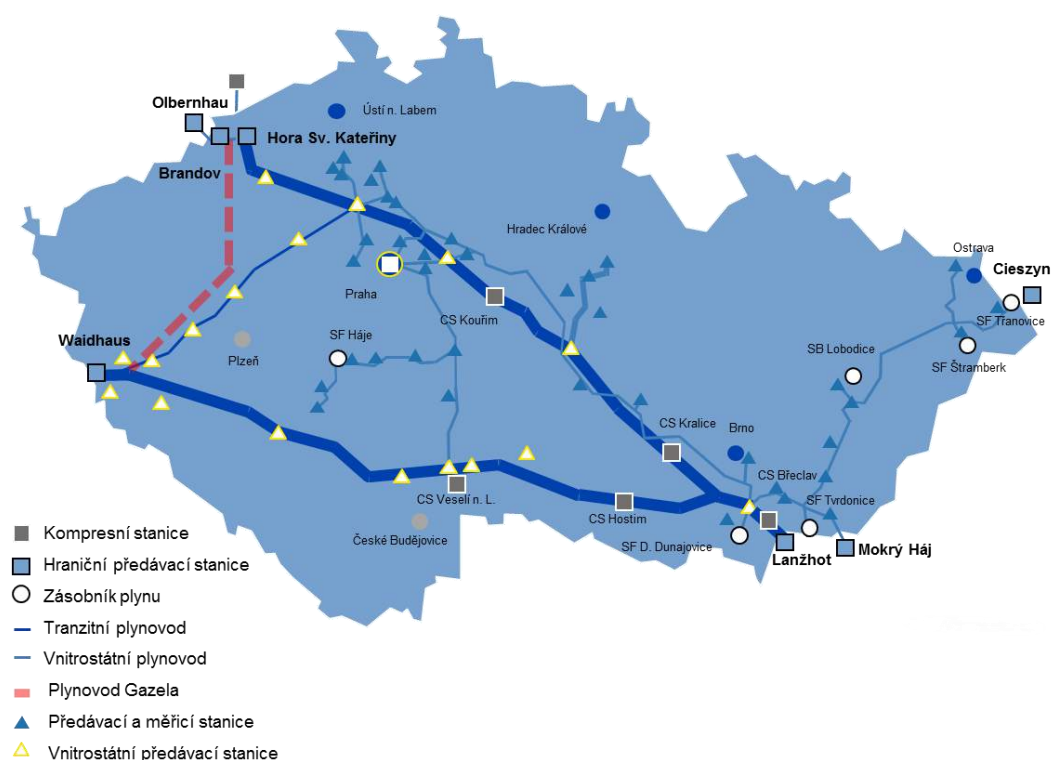 Olbernhau
Ústí n. Labem
Hora Sv. Kateřiny
Brandov
Hradec Králové
Ostrava
Cieszyn
Praha
CS Kouřim
SF Třanovice
Waidhaus
Plzeň
SF Háje
SB Lobodice
SF Štramberk
CS Kralice
Brno
CS Břeclav
CS Veselí n. L.
SF Tvrdonice
CS Hostim
České Budějovice
SF D. Dunajovice
Lanžhot
Mokrý Háj
Kompresní stanice
Hraniční předávací stanice
Zásobník plynu
Tranzitní plynovod
Vnitrostátní plynovod
Plynovod Gazela
Předávací a měřicí stanice
Vnitrostátní předávací stanice